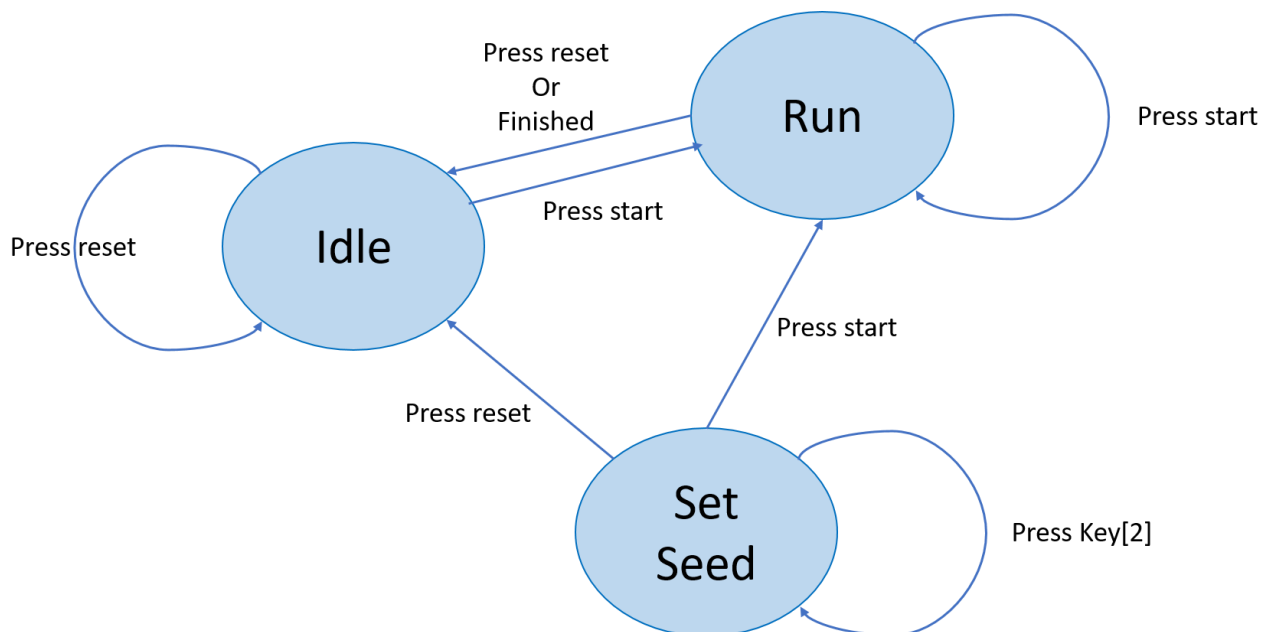 Press reset
Or
Finished
Run
Press start
Press start
Press reset
Idle
Press start
Press reset
Set
Seed
Press Key[2]